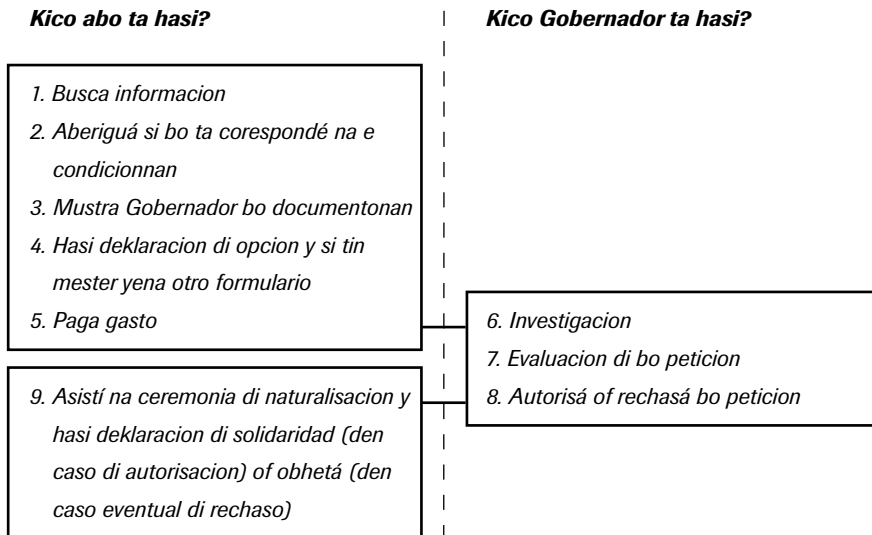 Kico abo ta hasi?
1. Busca informacion
2. Aberiguá si bo ta corespondé na e
condicionnan
3. Mustra Gobernador bo documentonan
4. Hasi deklaracion di opcion y si tin
mester yena otro formulario
5. Paga gasto
9. Asistí na ceremonia di naturalisacion y
hasi deklaracion di solidaridad (den
caso di autorisacion) of obhetá (den
caso eventual di rechaso)
Kico Gobernador ta hasi?
6. Investigacion
7. Evaluacion di bo peticion
8. Autorisá of rechasá bo peticion